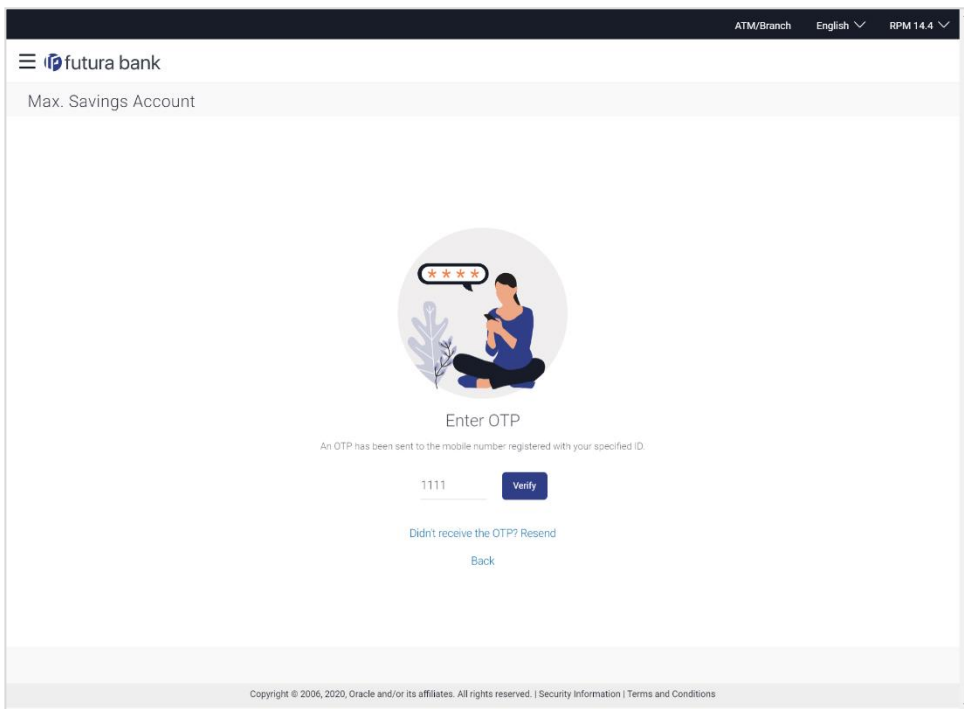 ATM/Branch English RPM 14.4
futura bank
Max. Savings Account
* * * *
Enter OTP
An OTP has been sent to the mobile number registered with your specified ID.
1111 Verify
Didn't receive the OTP? Resend
Back
Copyright © 2006, 2020, Oracle and/or its affiliates. All rights reserved. | Security Information | Terms and Conditions